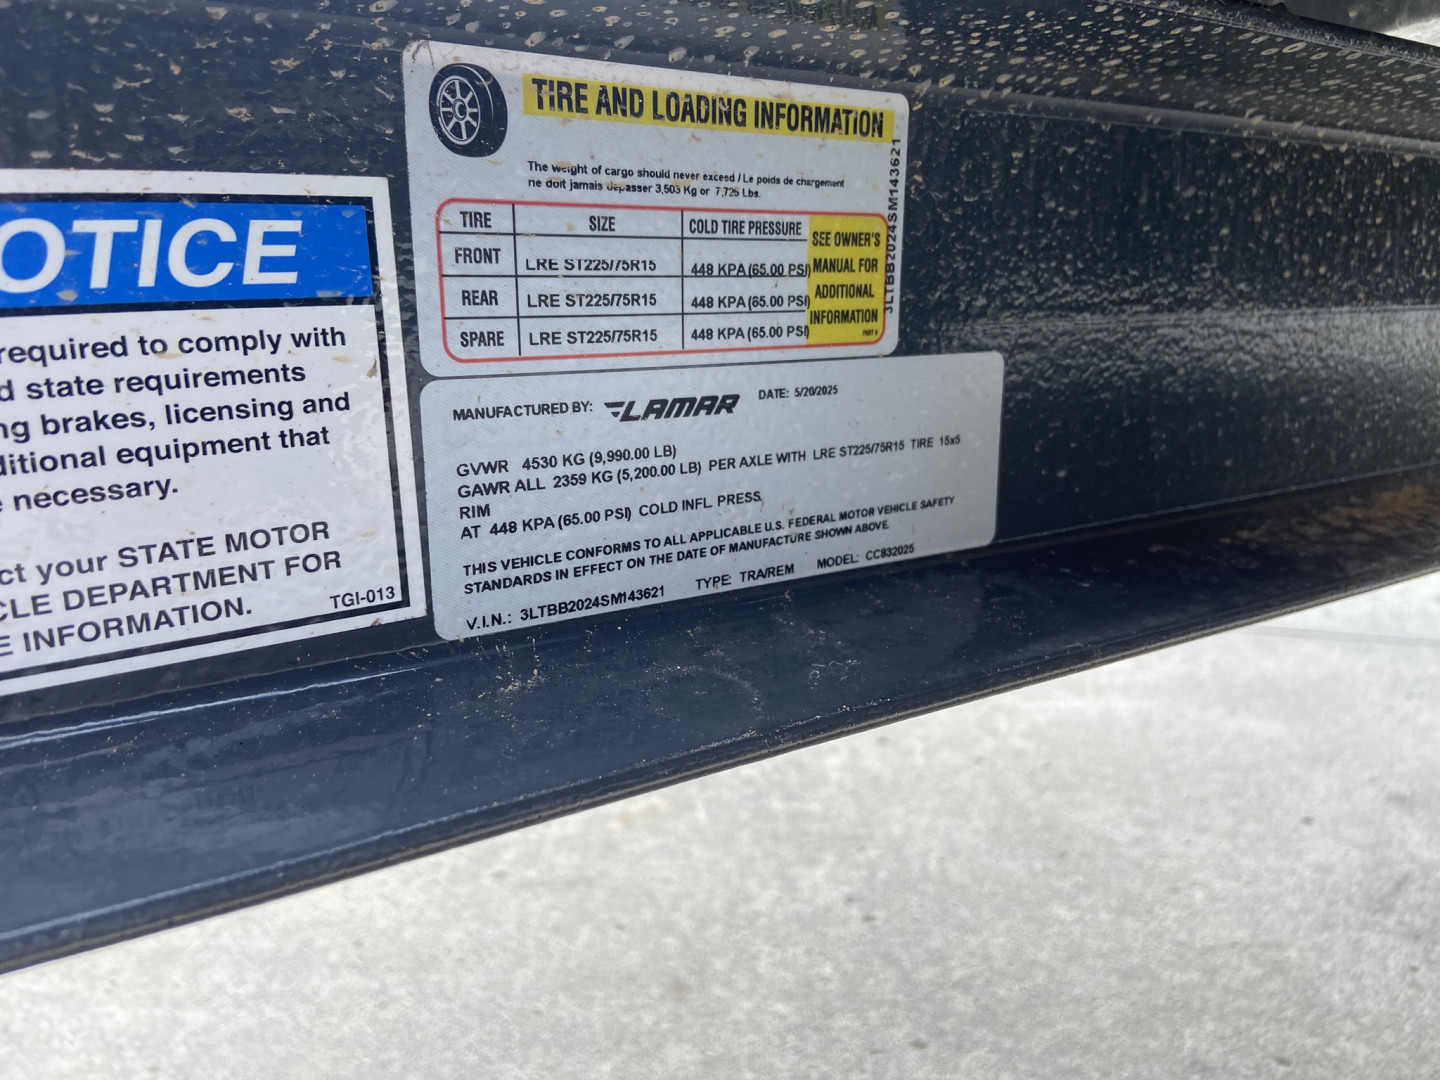 OTICE
required to comply with
d state requirements
ng brakes, licensing and
ditional equipment that
e necessary.
ct your STATE MOTOR
CLE DEPARTMENT FOR
E INFORMATION.
TGI-013
TIRE AND LOADING INFORMATION
The weight of cargo should never exceed / Le poids de chargement
ne doit jamais depasser 3,503 Kg or 7,725 Lbs.
TIRE SIZE COLD TIRE PRESSURE
FRONT LRE ST225/75R15 448 KPA (65.00 PSI)
REAR LRE ST225/75R15 448 KPA (65.00 PSI)
SPARE LRE ST225/75R15 448 KPA (65.00 PSI)
SEE OWNER'S
MANUAL FOR
ADDITIONAL
INFORMATION
3LTBB2024SM143621
MANUFACTURED BY: LAMAR DATE: 5/20/2025
GVWR 4530 KG (9,990.00 LB)
GAWR ALL 2359 KG (5,200.00 LB) PER AXLE WITH LRE ST225/75R15 TIRE 15x5
RIM
AT 448 KPA (65.00 PSI) COLD INFL PRESS.
THIS VEHICLE CONFORMS TO ALL APPLICABLE U.S. FEDERAL MOTOR VEHICLE SAFETY
STANDARDS IN EFFECT ON THE DATE OF MANUFACTURE SHOWN ABOVE.
V.I.N.: 3LTBB2024SM143621 TYPE: TRA/REM MODEL: CC832025